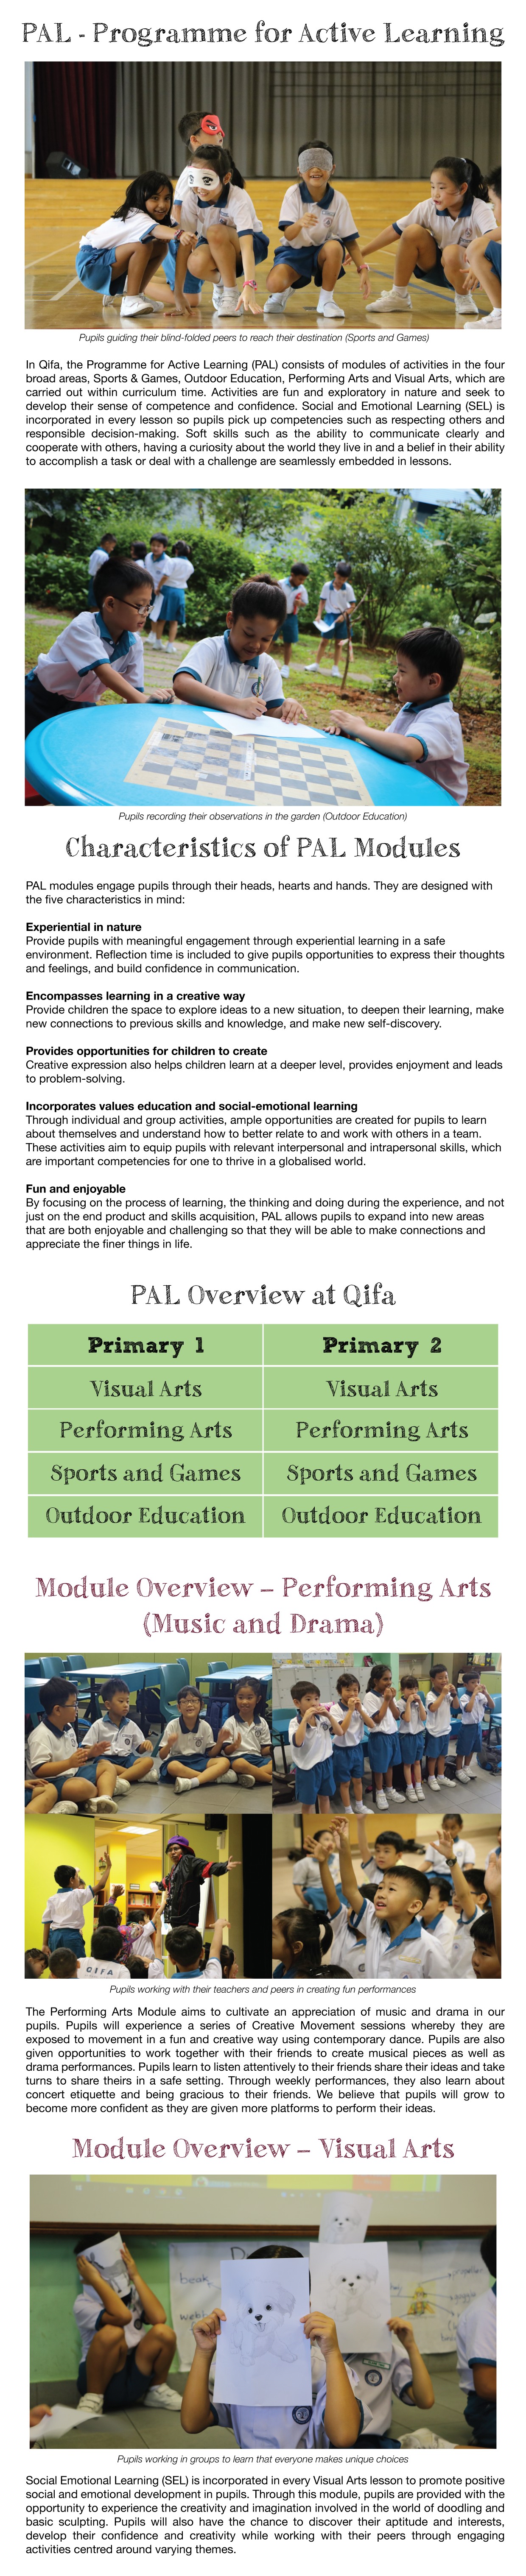 PAL - Programme for Active Learning
Pupils guiding their blind-folded peers to reach their destination (Sports and Games)
In Qifa, the Programme for Active Learning (PAL) consists of modules of activities in the four
broad areas, Sports & Games, Outdoor Education, Performing Arts and Visual Arts, which are
carried out within curriculum time. Activities are fun and exploratory in nature and seek to
develop their sense of competence and confidence. Social and Emotional Learning (SEL) is
incorporated in every lesson so pupils pick up competencies such as respecting others and
responsible decision-making. Soft skills such as the ability to communicate clearly and
cooperate with others, having a curiosity about the world they live in and a belief in their ability
to accomplish a task or deal with a challenge are seamlessly embedded in lessons.
Pupils recording their observations in the garden (Outdoor Education)
Characteristics of PAL Modules
PAL modules engage pupils through their heads, hearts and hands. They are designed with
the five characteristics in mind:
Experiential in nature
Provide pupils with meaningful engagement through experiential learning in a safe
environment. Reflection time is included to give pupils opportunities to express their thoughts
and feelings, and build confidence in communication.
Encompasses learning in a creative way
Provide children the space to explore ideas to a new situation, to deepen their learning, make
new connections to previous skills and knowledge, and make new self-discovery.
Provides opportunities for children to create
Creative expression also helps children learn at a deeper level, provides enjoyment and leads
to problem-solving.
Incorporates values education and social-emotional learning
Through individual and group activities, ample opportunities are created for pupils to learn
about themselves and understand how to better relate to and work with others in a team.
These activities aim to equip pupils with relevant interpersonal and intrapersonal skills, which
are important competencies for one to thrive in a globalised world.
Fun and enjoyable
By focusing on the process of learning, the thinking and doing during the experience, and not
just on the end product and skills acquisition, PAL allows pupils to expand into new areas
that are both enjoyable and challenging so that they will be able to make connections and
appreciate the finer things in life.
PAL Overview at Qifa
Primary 1 Primary 2
Visual Arts Visual Arts
Performing Arts Performing Arts
Sports and Games Sports and Games
Outdoor Education Outdoor Education
Module Overview – Performing Arts
(Music and Drama)
QIFA
Pupils working with their teachers and peers in creating fun performances
The Performing Arts Module aims to cultivate an appreciation of music and drama in our
pupils. Pupils will experience a series of Creative Movement sessions whereby they are
exposed to movement in a fun and creative way using contemporary dance. Pupils are also
given opportunities to work together with their friends to create musical pieces as well as
drama performances. Pupils learn to listen attentively to their friends share their ideas and take
turns to share theirs in a safe setting. Through weekly performances, they also learn about
concert etiquette and being gracious to their friends. We believe that pupils will grow to
become more confident as they are given more platforms to perform their ideas.
Module Overview – Visual Arts
beak
Pupils working in groups to learn that everyone makes unique choices
Social Emotional Learning (SEL) is incorporated in every Visual Arts lesson to promote positive
social and emotional development in pupils. Through this module, pupils are provided with the
opportunity to experience the creativity and imagination involved in the world of doodling and
basic sculpting. Pupils will also have the chance to discover their aptitude and interests,
develop their confidence and creativity while working with their peers through engaging
activities centred around varying themes.